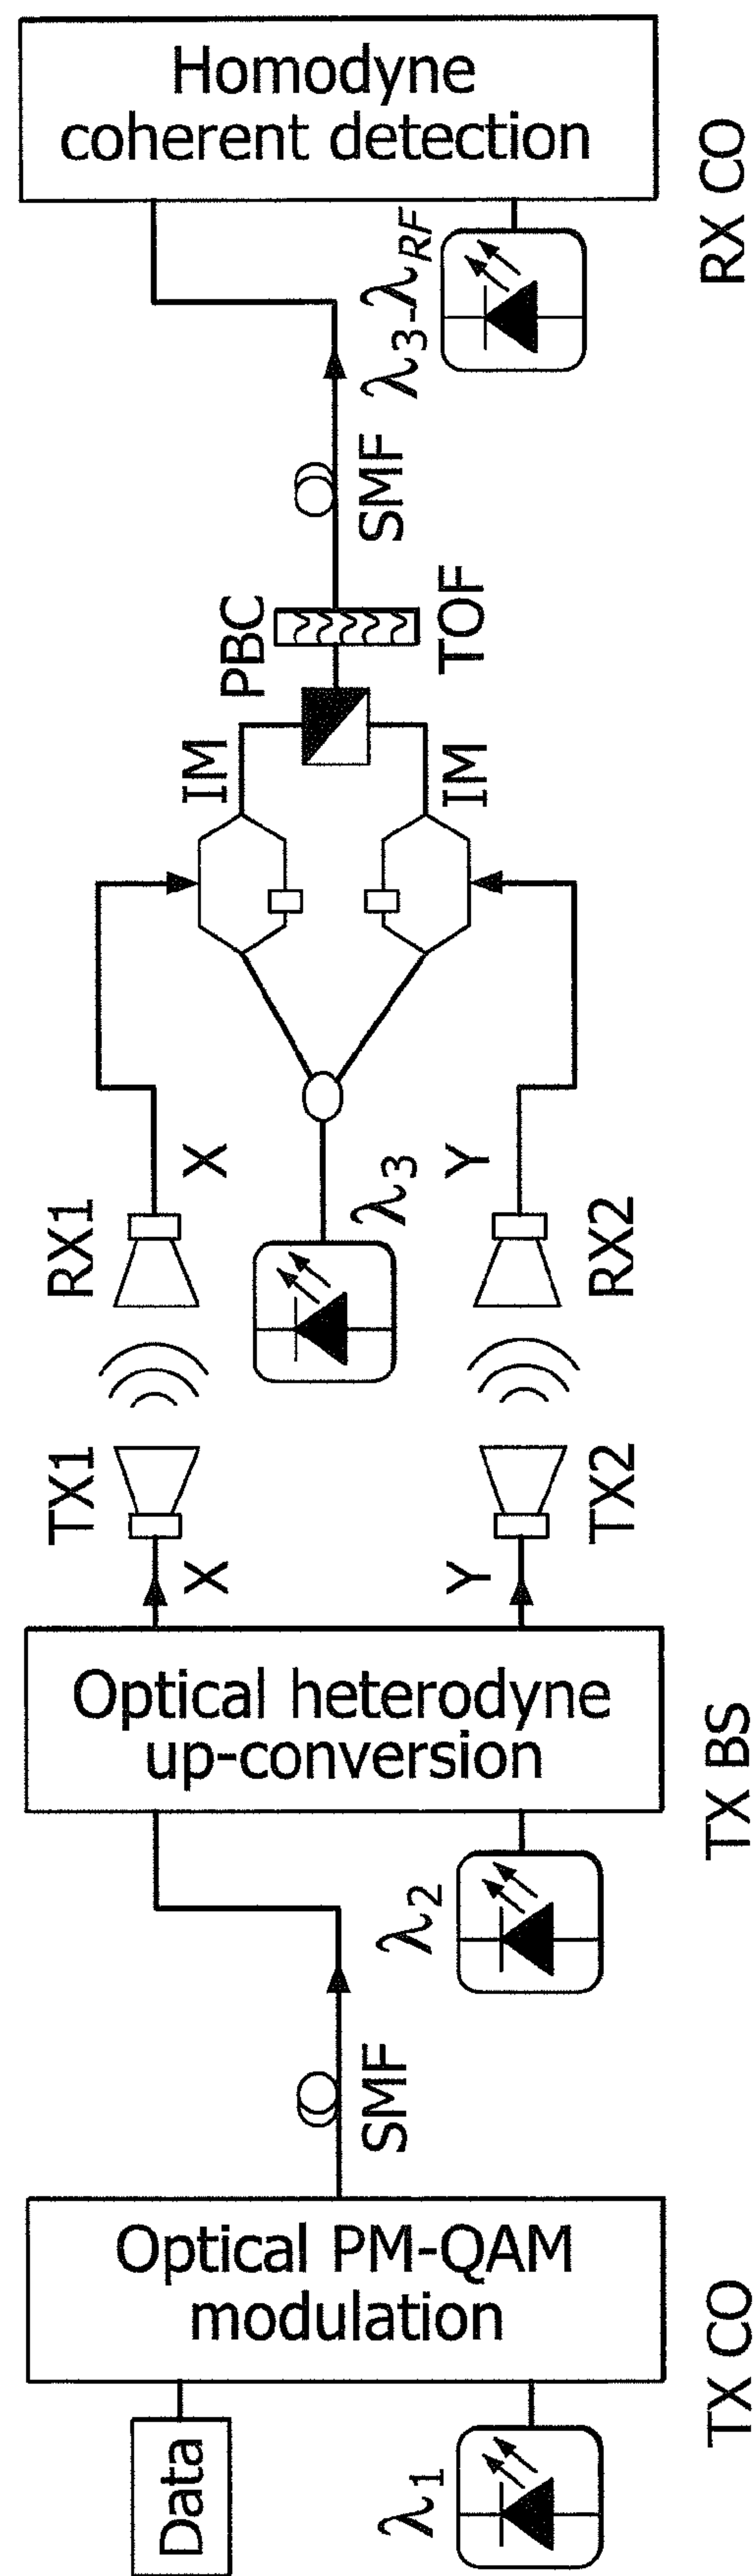 Data
λ1
Optical PM-QAM
modulation
TX CO
SMF
λ2
Optical heterodyne
up-conversion
TX BS
X
Y
TX1
TX2
RX1
RX2
X
Y
λ3
IM
IM
PBC
TOF
SMF
λ3-λRF
Homodyne
coherent detection
RX CO